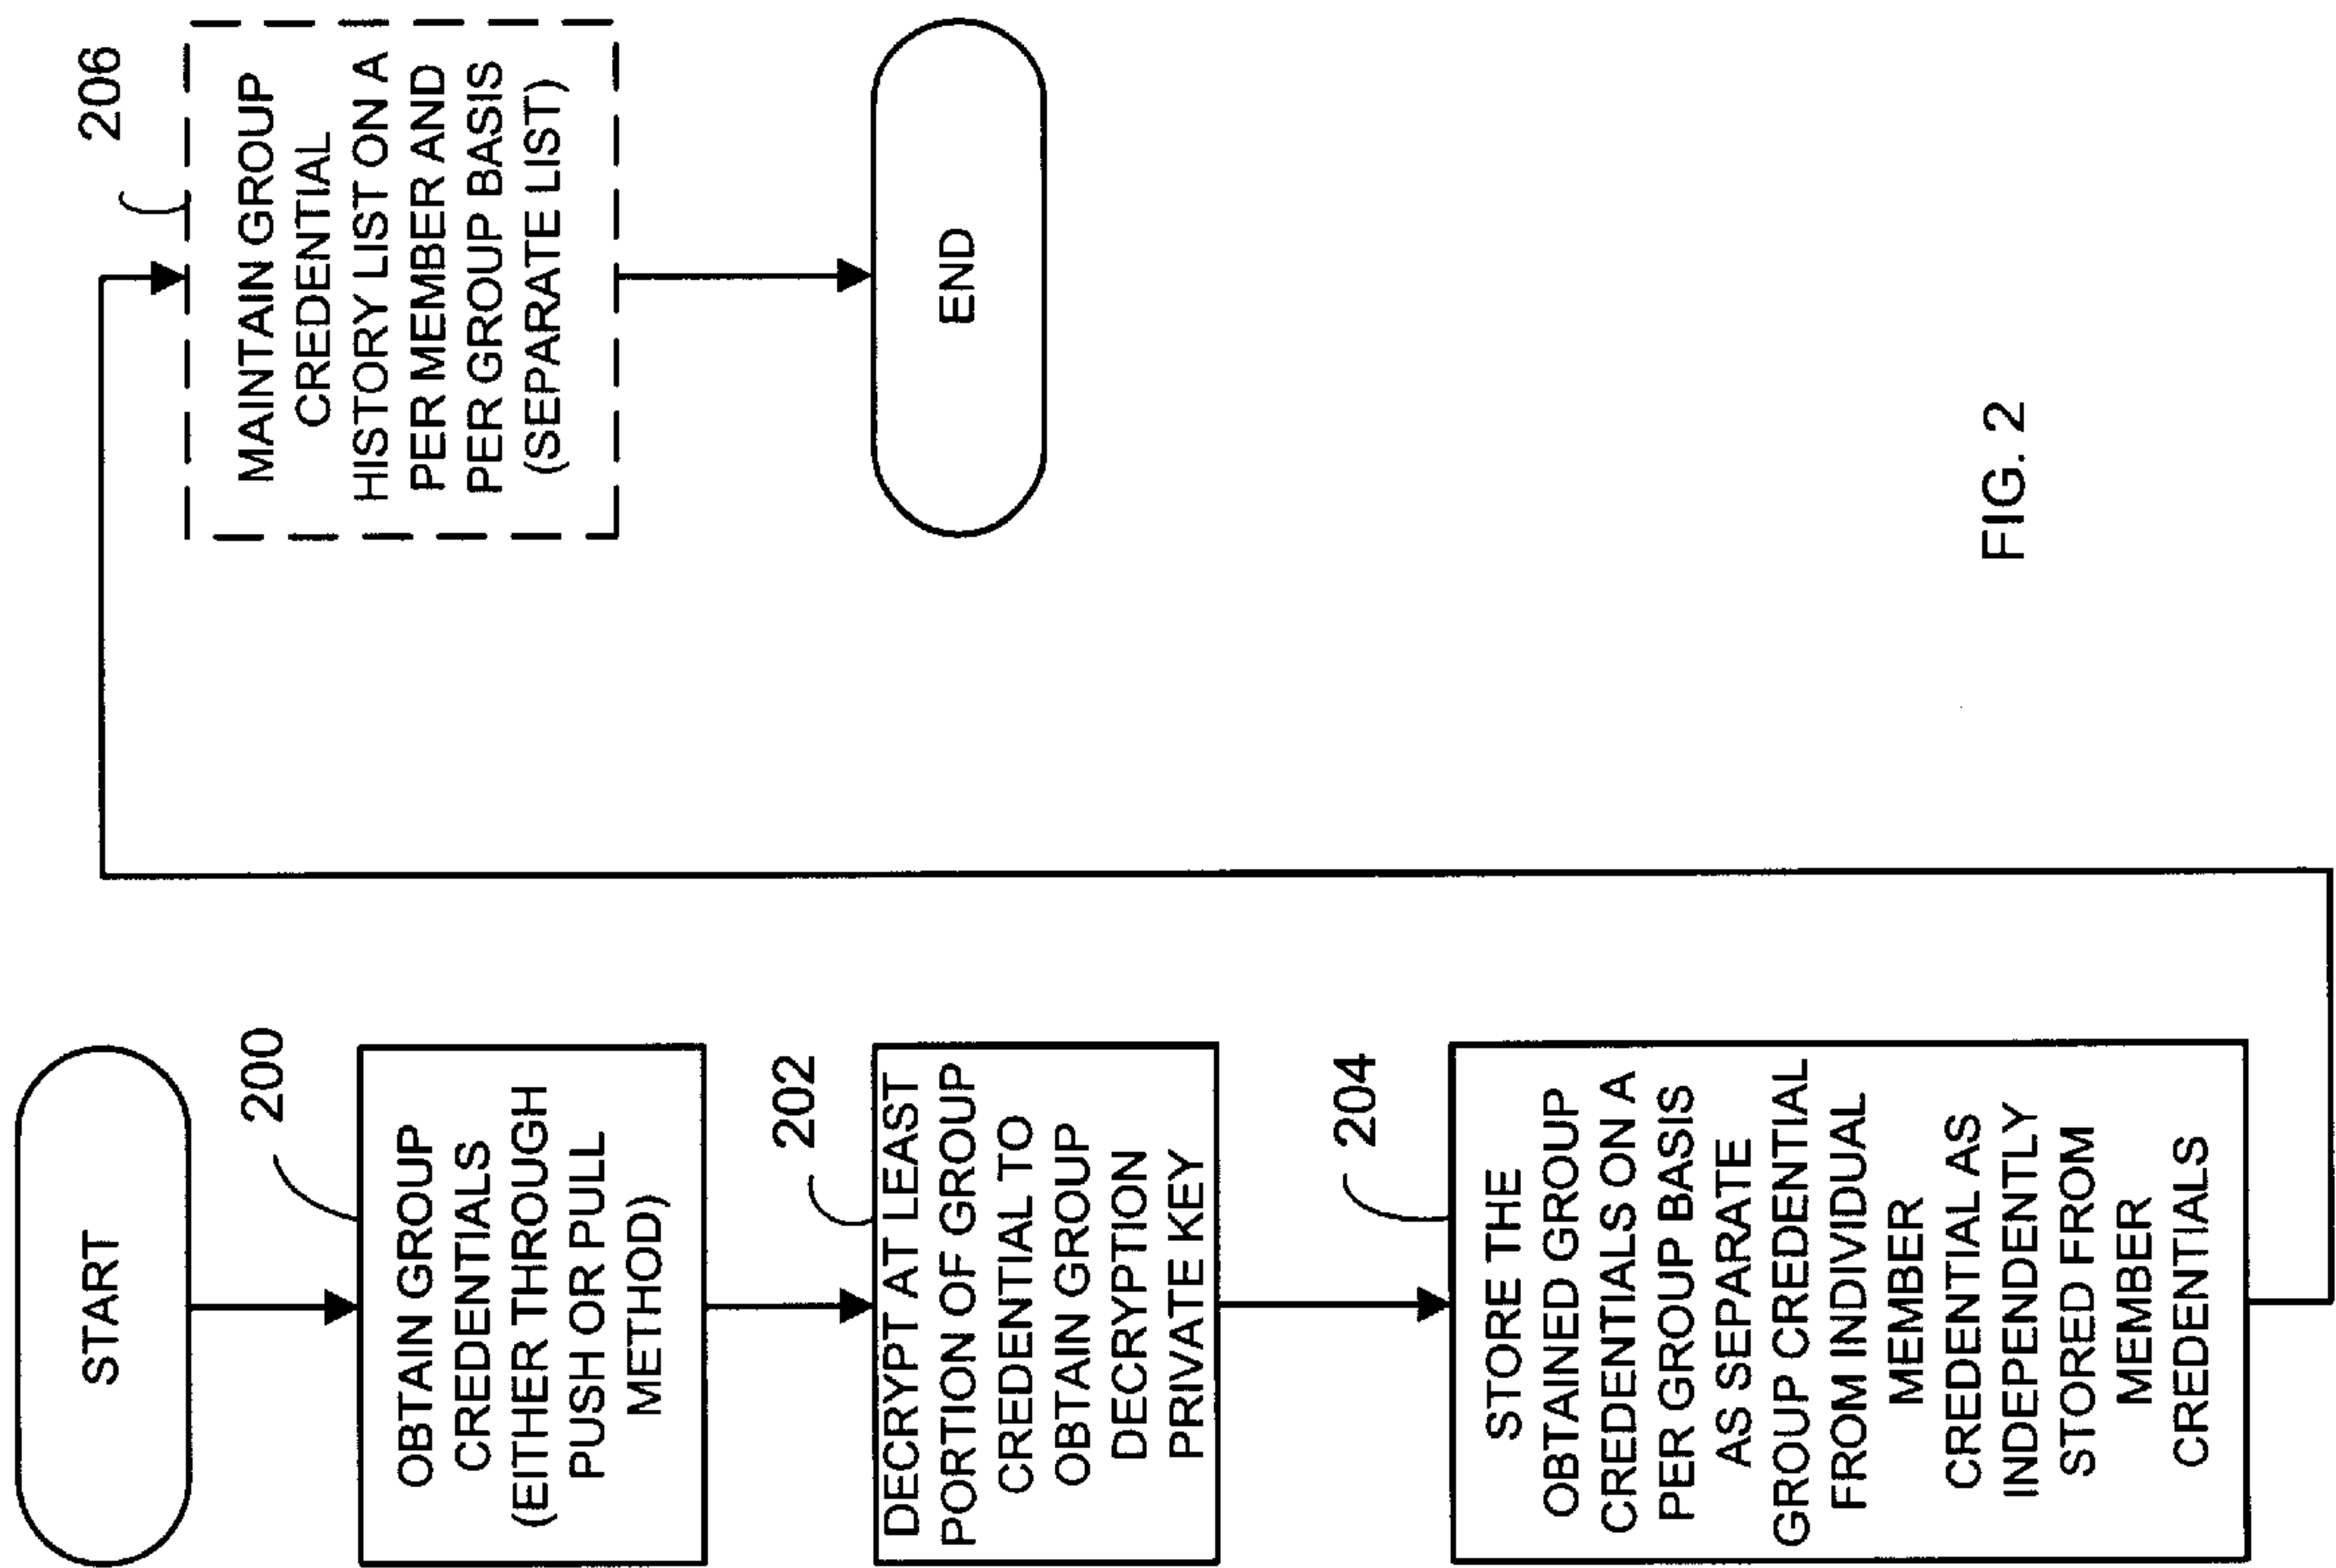 START
200
OBTAIN GROUP
CREDENTIALS
(EITHER THROUGH
PUSH OR PULL
METHOD)
202
DECRYPT AT LEAST
PORTION OF GROUP
CREDENTIAL TO
OBTAIN GROUP
DECRYPTION
PRIVATE KEY
204
STORE THE
OBTAINED GROUP
CREDENTIALS ON A
PER GROUP BASIS
AS SEPARATE
GROUP CREDENTIAL
FROM INDIVIDUAL
MEMBER
CREDENTIAL AS
INDEPENDENTLY
STORED FROM
MEMBER
CREDENTIALS
206
MAINTAIN GROUP
CREDENTIAL
HISTORY LIST ON A
PER MEMBER AND
PER GROUP BASIS
(SEPARATE LIST)
END
FIG. 2